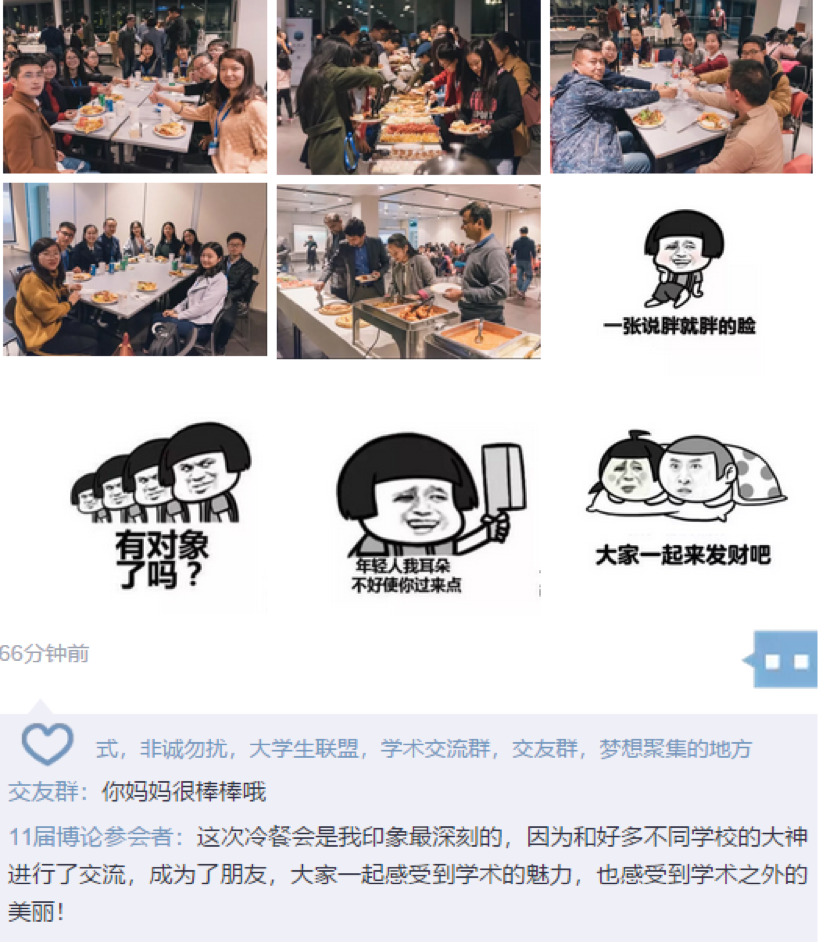 一张说胖就胖的脸
有对象
了吗？
年轻人我耳朵
不好使你过来点
大家一起来发财吧
66分钟前
式，非诚勿扰，大学生联盟，学术交流群，交友群，梦想聚集的地方
交友群：你妈妈很棒棒哦
11届博论参会者：这次冷餐会是我印象最深刻的，因为和好多不同学校的大神
进行了交流，成为了朋友，大家一起感受到学术的魅力，也感受到学术之外的
美丽！